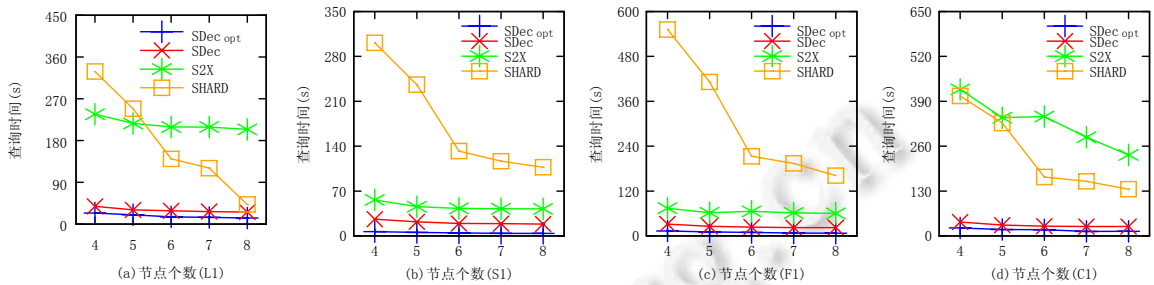 450
360
270
180
90
0
查询时间(s)
SDec opt
SDec
S2X
SHARD
4 5 6 7 8
(a)节点个数(L1)
350
280
210
140
70
0
查询时间(s)
SDec opt
SDec
S2X
SHARD
4 5 6 7 8
(b)节点个数(S1)
600
480
360
240
120
0
查询时间(s)
SDec opt
SDec
S2X
SHARD
4 5 6 7 8
(c)节点个数(F1)
650
520
390
260
130
0
查询时间(s)
SDec opt
SDec
S2X
SHARD
4 5 6 7 8
(d)节点个数(C1)